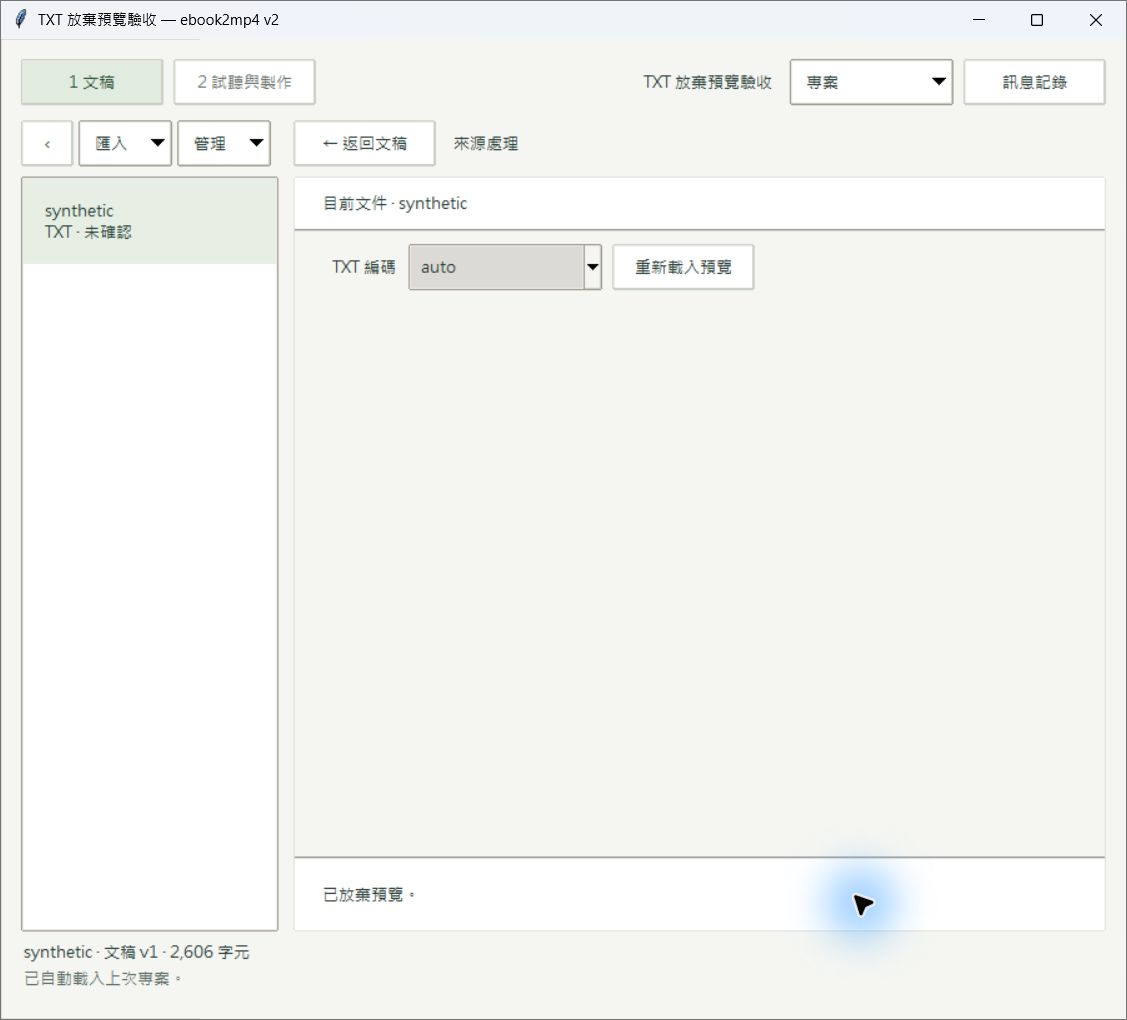 TXT 放棄預覽驗收 — ebook2mp4 v2
1 文稿
2 試聽與製作
TXT 放棄預覽驗收
專案
訊息記錄
‹
匯入
管理
← 返回文稿
來源處理
synthetic
TXT · 未確認
目前文件 · synthetic
TXT 編碼
auto
重新載入預覽
已放棄預覽。
synthetic · 文稿 v1 · 2,606 字元
已自動載入上次專案。